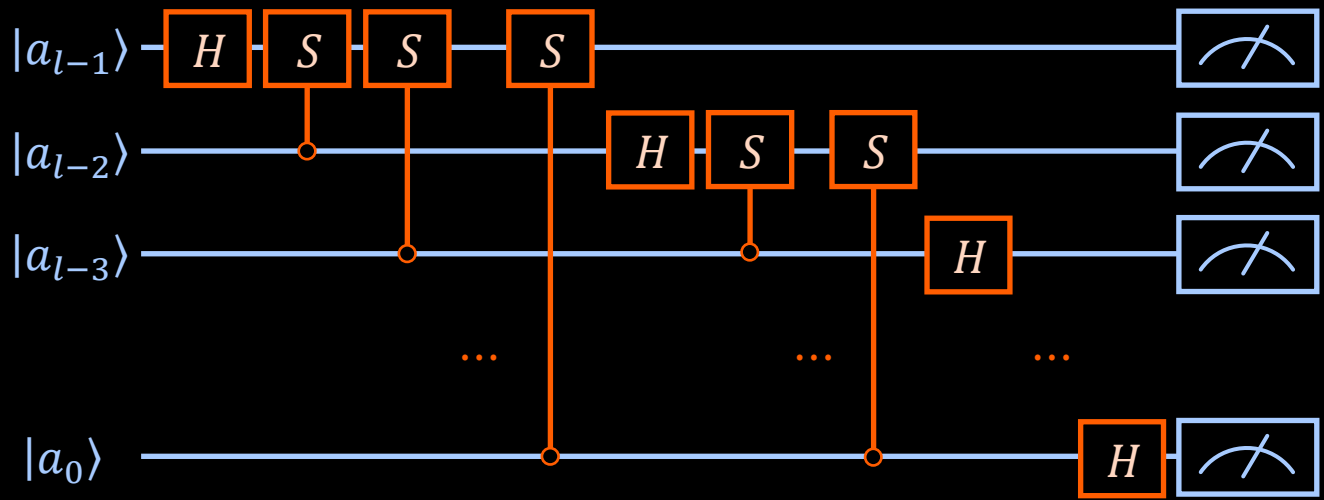 |a_{l−1}⟩ H S S S
|a_{l−2}⟩ H S S
|a_{l−3}⟩ H
... ... ...
|a_0⟩ H